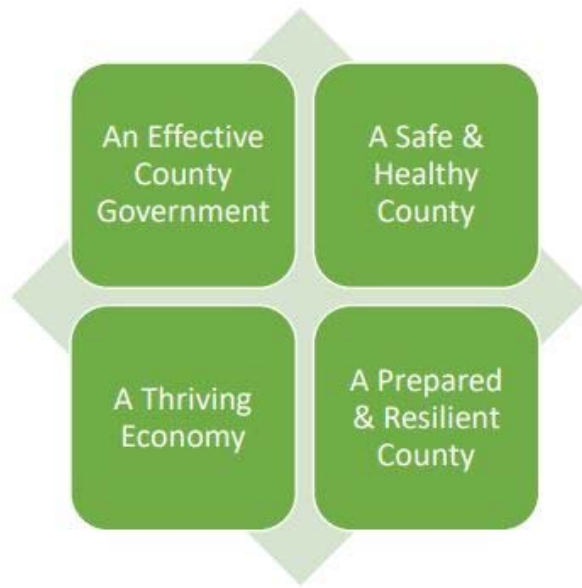 An Effective
County
Government
A Safe &
Healthy
County
A Thriving
Economy
A Prepared
& Resilient
County